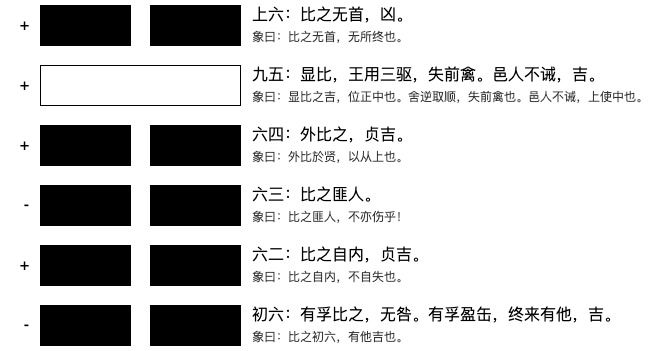 +
上六：比之无首，凶。
象曰：比之无首，无所终也。
+
九五：显比，王用三驱，失前禽。邑人不诫，吉。
象曰：显比之吉，位正中也。舍逆取顺，失前禽也。邑人不诫，上使中也。
+
六四：外比之，贞吉。
象曰：外比於贤，以从上也。
-
六三：比之匪人。
象曰：比之匪人，不亦伤乎！
+
六二：比之自内，贞吉。
象曰：比之自内，不自失也。
-
初六：有孚比之，无咎。有孚盈缶，终来有他，吉。
象曰：比之初六，有他吉也。